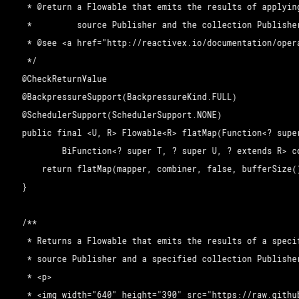 * @return a Flowable that emits the results of applying
* source Publisher and the collection Publisher
* @see <a href="http://reactivex.io/documentation/opera
*/
@CheckReturnValue
@BackpressureSupport(BackpressureKind.FULL)
@SchedulerSupport(SchedulerSupport.NONE)
public final <U, R> Flowable<R> flatMap(Function<? super
BiFunction<? super T, ? super U, ? extends R> co
return flatMap(mapper, combiner, false, bufferSize()
}
/**
* Returns a Flowable that emits the results of a specif
* source Publisher and a specified collection Publisher
* <p>
* <img width="640" height="390" src="https://raw.github